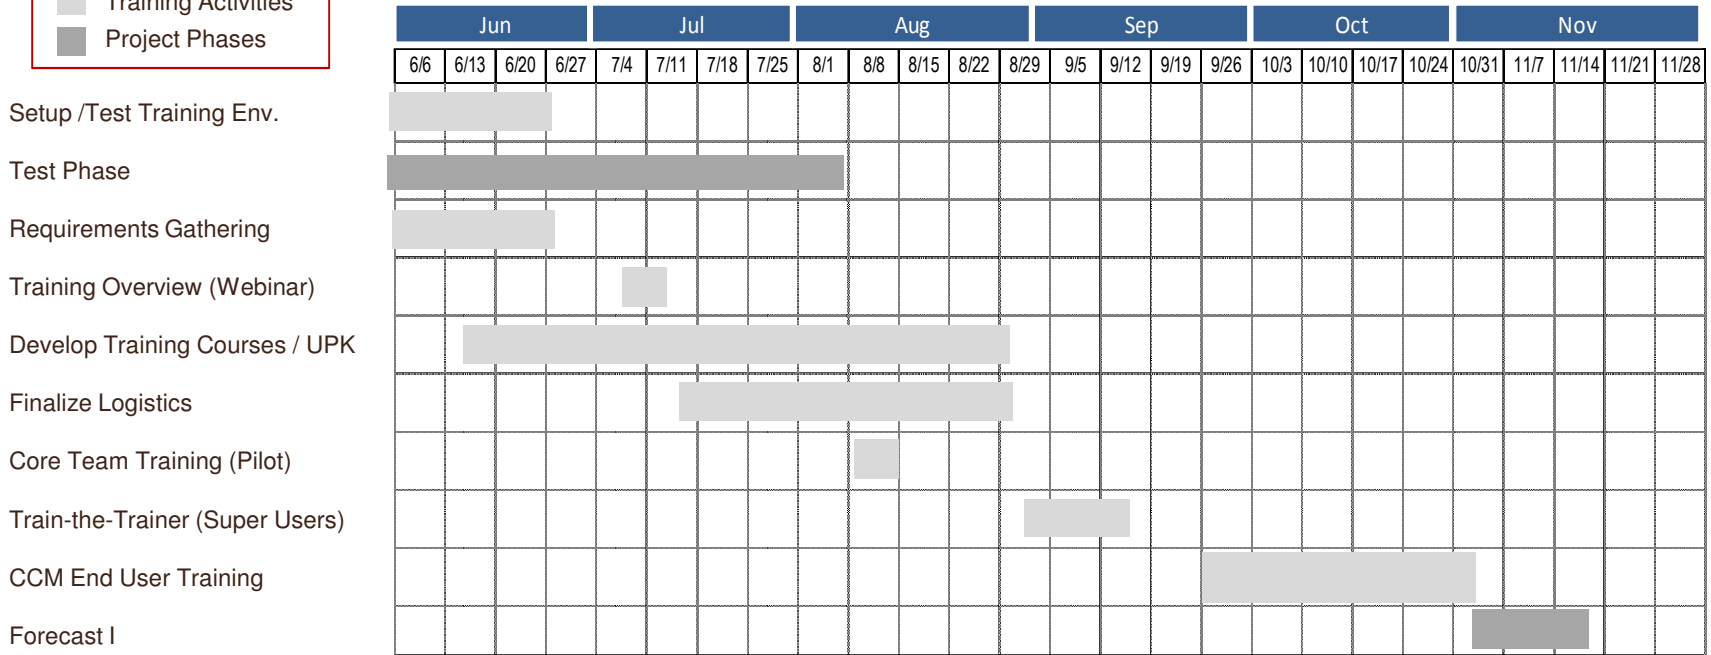 Training Activities
Project Phases
Jun Jul Aug Sep Oct Nov
6/6 6/13 6/20 6/27 7/4 7/11 7/18 7/25 8/1 8/8 8/15 8/22 8/29 9/5 9/12 9/19 9/26 10/3 10/10 10/17 10/24 10/31 11/7 11/14 11/21 11/28
Setup /Test Training Env.
Test Phase
Requirements Gathering
Training Overview (Webinar)
Develop Training Courses / UPK
Finalize Logistics
Core Team Training (Pilot)
Train-the-Trainer (Super Users)
CCM End User Training
Forecast I